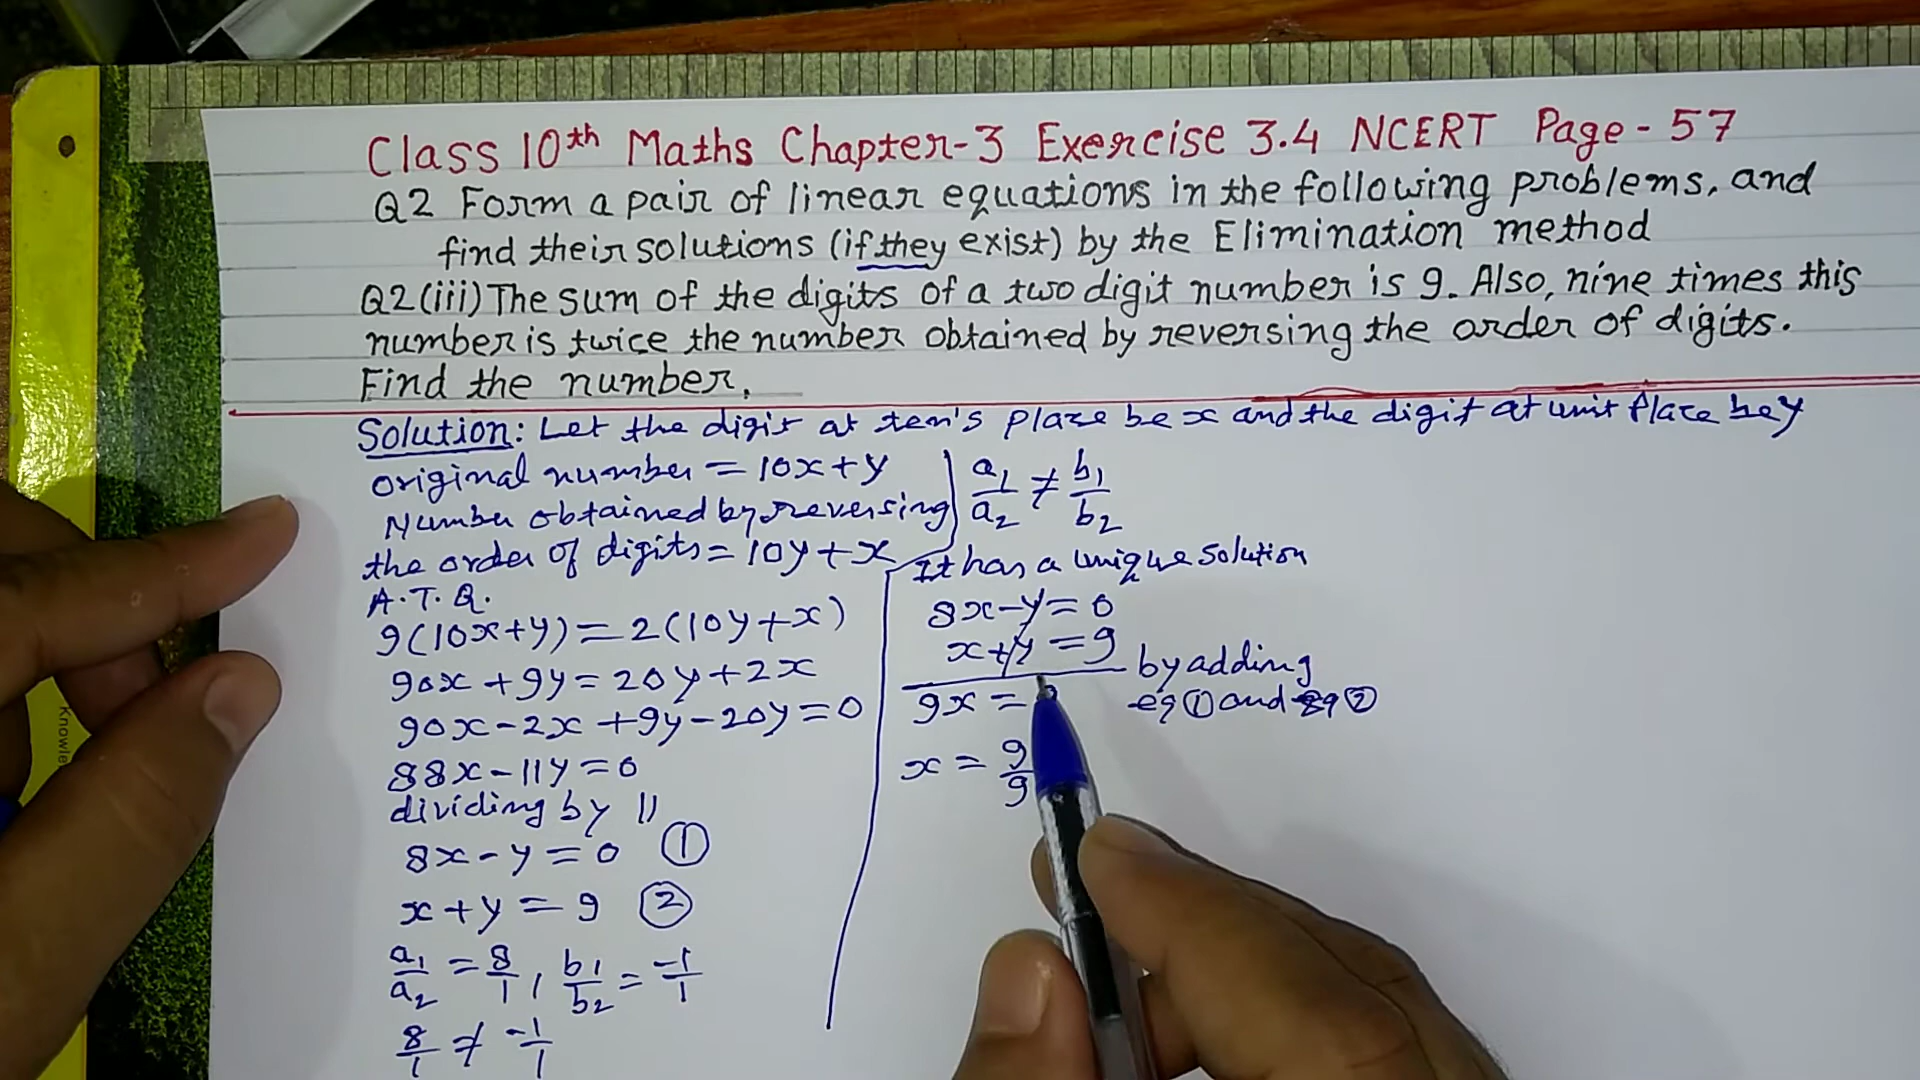 Class 10th Maths Chapter-3 Exercise 3.4 NCERT Page-57
Q2 Form a pair of linear equations in the following problems, and
find their solutions (if they exist) by the Elimination method
Q2(iii) The sum of the digits of a two digit number is 9. Also, nine times this
number is twice the number obtained by reversing the order of digits.
Find the number.
Solution: Let the digit at ten's place be x and the digit at unit place be y
original number = 10x+y
Number obtained by reversing
the order of digits = 10y+x
A.T.Q.
9(10x+y)=2(10y+x)
90x+9y=20y+2x
90x-2x+9y-20y=0
88x-11y=0
dividing by 11
8x-y=0 ①
x+y=9 ②
a₁/a₂ = 8/1, b₁/b₂ = -1/1
8/1 ≠ -1/1
a₁/a₂ ≠ b₁/b₂
It has a unique solution
8x-y=0
x+y=9
by adding
9x=
eq ① and eq ②
x = 9/9
Knowle